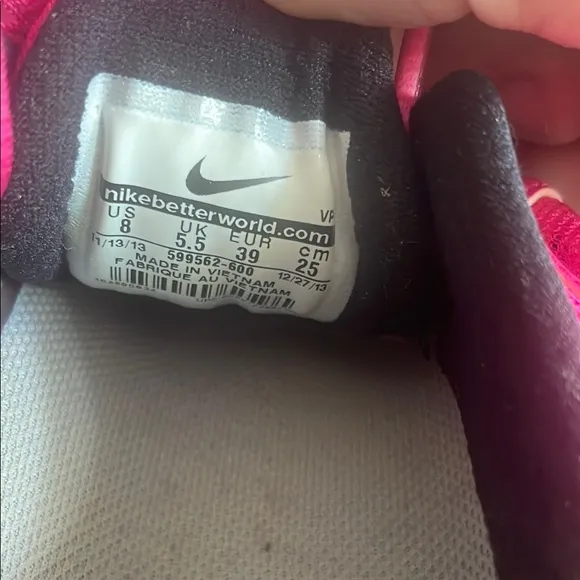 nikebetterworld.com VP
US UK EUR cm
8 5.5 39 25
11/13/13 599562-600 12/27/13
MADE IN VIETNAM
FABRIQUE AU VIETNAM